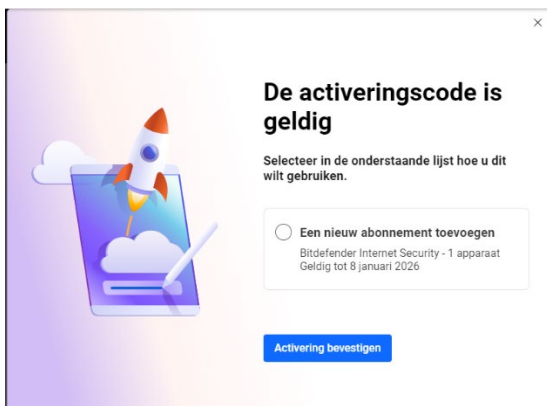 De activeringscode is
geldig
Selecteer in de onderstaande lijst hoe u dit
wilt gebruiken.
Een nieuw abonnement toevoegen
Bitdefender Internet Security - 1 apparaat
Geldig tot 8 januari 2026
Activering bevestigen